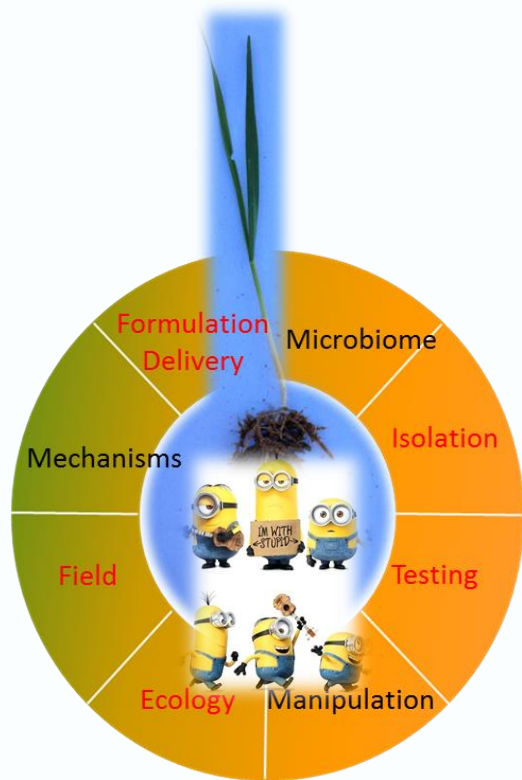 Formulation
Delivery
Microbiome
Isolation
Mechanisms
IM WITH
STUPID
Field
Testing
Ecology
Manipulation